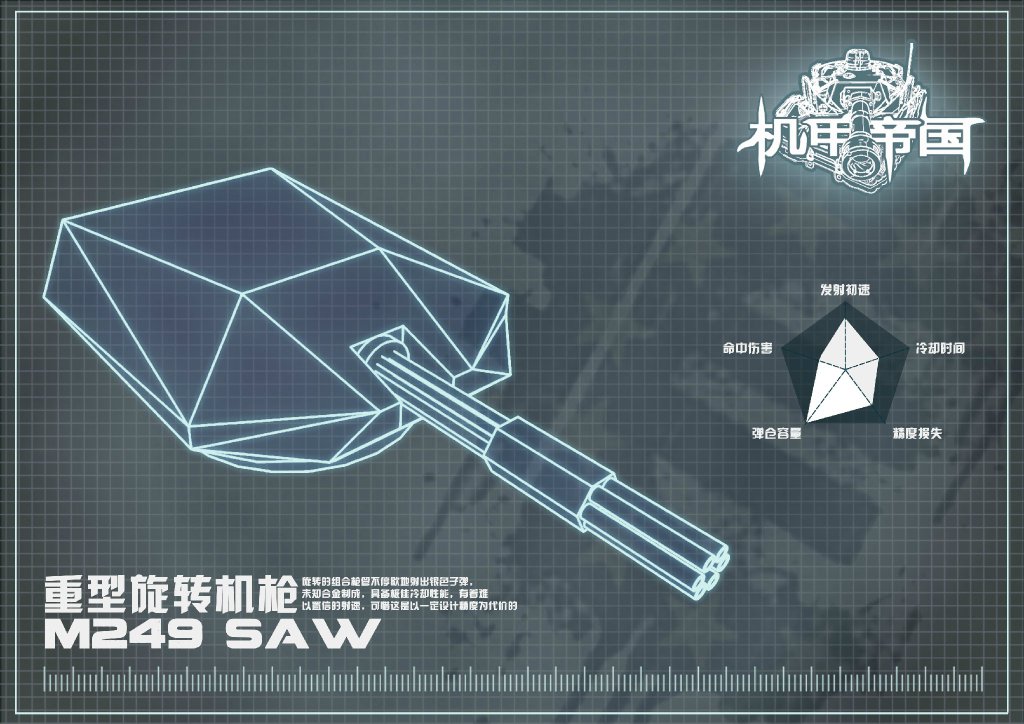 机甲帝国
发射初速
命中伤害
冷却时间
弹仓容量
精度损失
重型旋转机枪
旋转的组合枪管不停歇地射出银色子弹，
未知合金制成，具备极佳冷却性能，有着难
以置信的射速，可惜这是以一定设计精度为代价的
M249 SAW